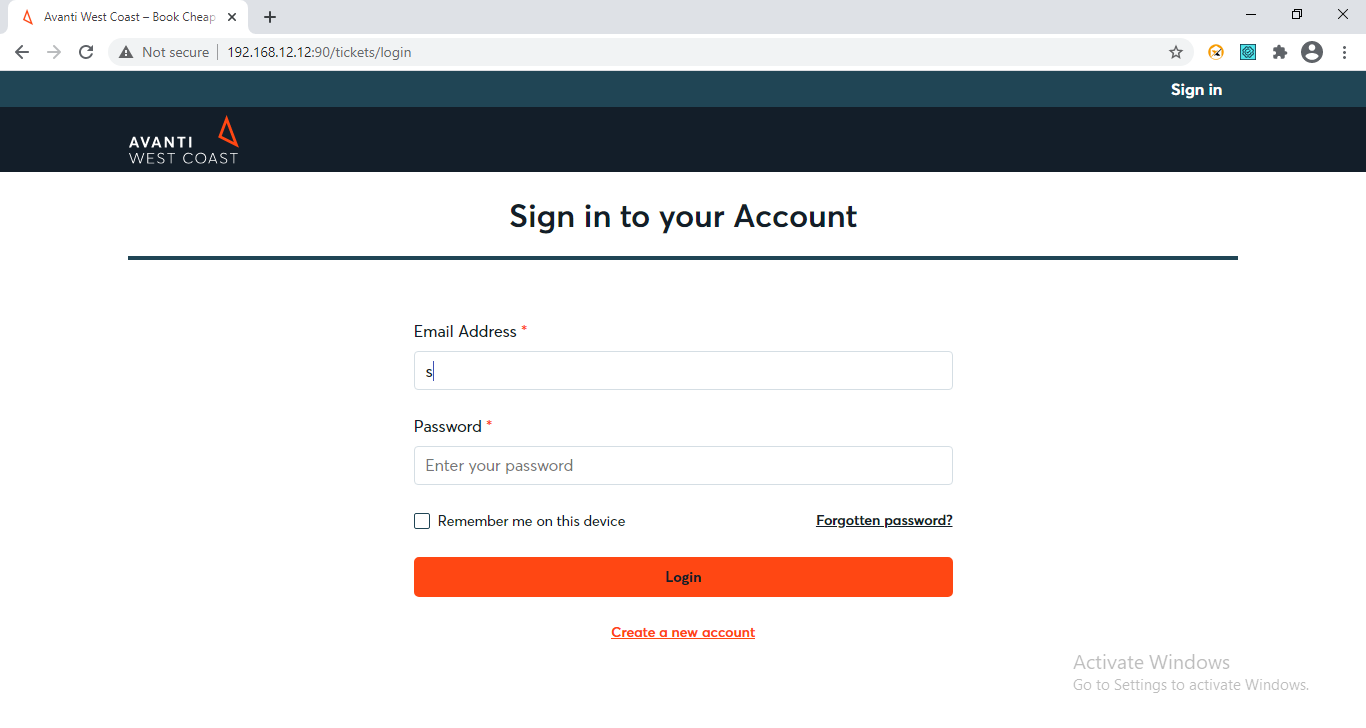 Avanti West Coast – Book Cheap
Not secure
192.168.12.12:90/tickets/login
Sign in
AVANTI
WEST COAST
Sign in to your Account
Email Address *
s
Password *
Enter your password
Remember me on this device
Forgotten password?
Login
Create a new account
Activate Windows
Go to Settings to activate Windows.